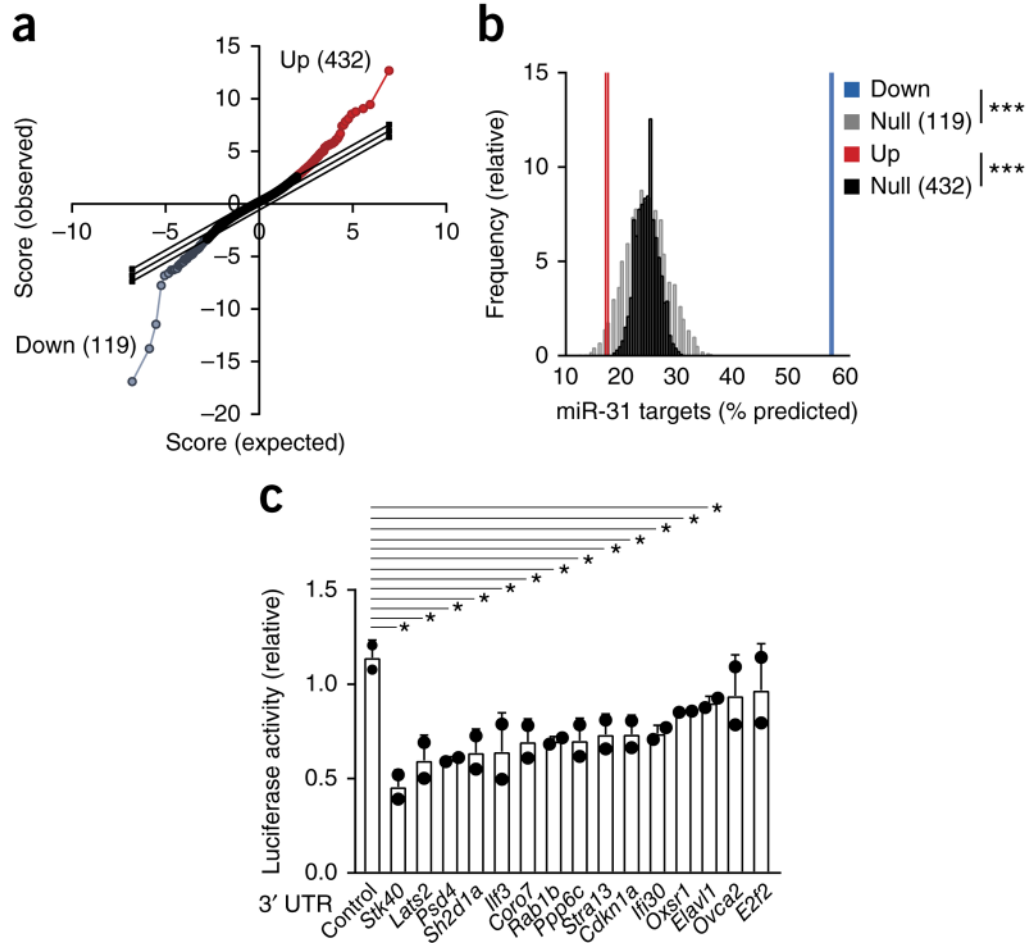 a
Up (432)
Score (observed)
15
10
5
0
−5
−10
−15
−20
−10
−5
0
5
10
Down (119)
Score (expected)
b
Frequency (relative)
15
10
5
0
10
20
30
40
50
60
miR-31 targets (% predicted)
Down
Null (119)
***
Up
Null (432)
***
c
*
*
*
*
*
*
*
*
*
*
*
*
*
Luciferase activity (relative)
1.5
1.0
0.5
0.0
3′ UTR
Control
Stk40
Lats2
Psd4
Sh2d1a
Ilf3
Coro7
Rab1b
Ppp6c
Stra13
Cdkn1a
Ifi30
Oxsr1
Elavl1
Ovca2
E2f2